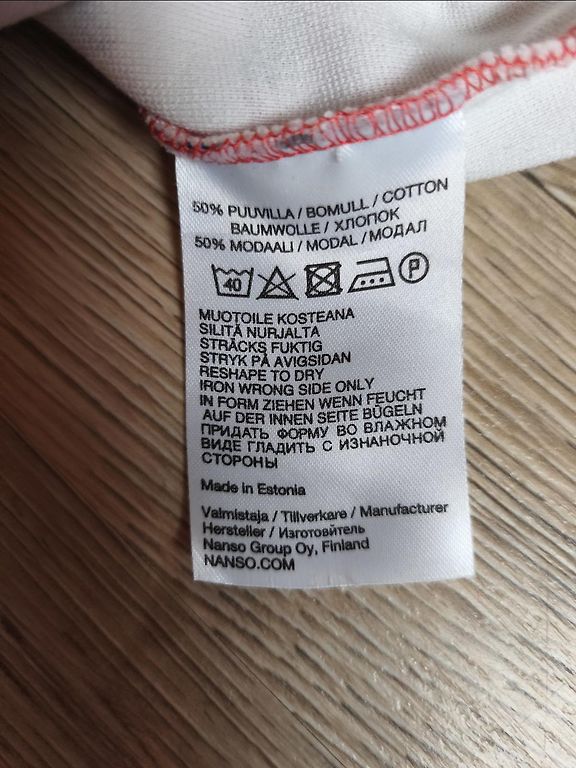 50% PUUVILLA / BOMULL / COTTON
BAUMWOLLE / ХЛОПОК
50% MODAALI / MODAL / МОДАЛ
40 P
MUOTOILE KOSTEANA
SILITÄ NURJALTA
STRÄCKS FUKTIG
STRYK PÅ AVIGSIDAN
RESHAPE TO DRY
IRON WRONG SIDE ONLY
IN FORM ZIEHEN WENN FEUCHT
AUF DER INNEN SEITE BÜGELN
ПРИДАТЬ ФОРМУ ВО ВЛАЖНОМ
ВИДЕ ГЛАДИТЬ С ИЗНАНОЧНОЙ
СТОРОНЫ
Made in Estonia
Valmistaja / Tillverkare / Manufacturer
Hersteller / Изготовйтель
Nanso Group Oy, Finland
NANSO.COM